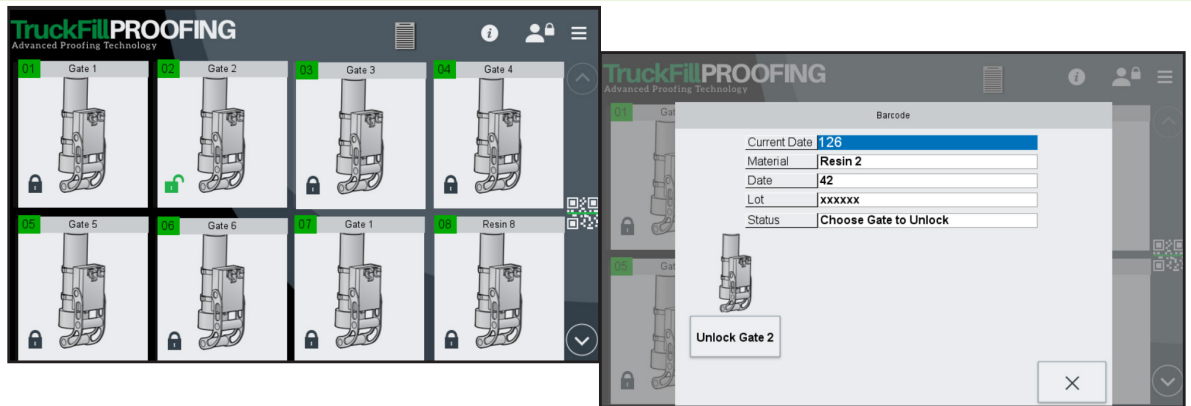 TruckFillPROOFING
Advanced Proofing Technology
i
01 Gate 1
02 Gate 2
03 Gate 3
04 Gate 4
05 Gate 5
06 Gate 6
07 Gate 1
08 Resin 8
TruckFillPROOFING
Advanced Proofing Technology
i
01 Gat
05 Gat
Barcode
Current Date 126
Material Resin 2
Date 42
Lot xxxxxx
Status Choose Gate to Unlock
Unlock Gate 2